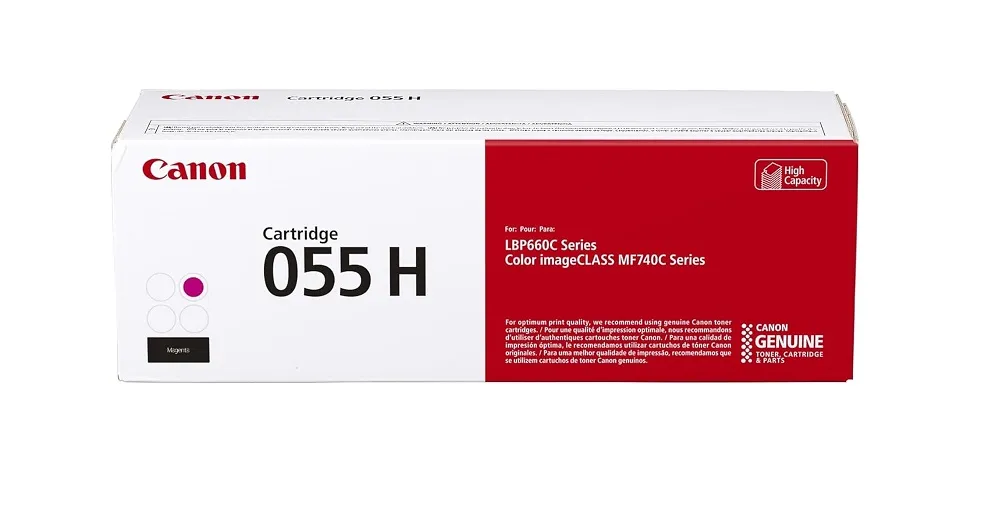 Canon Cartridge 055 H
Canon
High
Capacity
Cartridge
055 H
For: Pour: Para:
LBP660C Series
Color imageCLASS MF740C Series
Magenta
For optimum print quality, we recommend using genuine Canon toner
cartridges. / Pour une qualité d'impression optimale, nous recommandons
d'utiliser d'authentiques cartouches toner Canon. / Para una calidad de
impresión óptima, le recomendamos utilizar cartuchos de tóner Canon
originales. / Para uma melhor qualidade de impressão, recomendamos que
se utilizem cartuchos de toner Canon genuínos.
CANON
GENUINE
TONER, CARTRIDGE
& PARTS